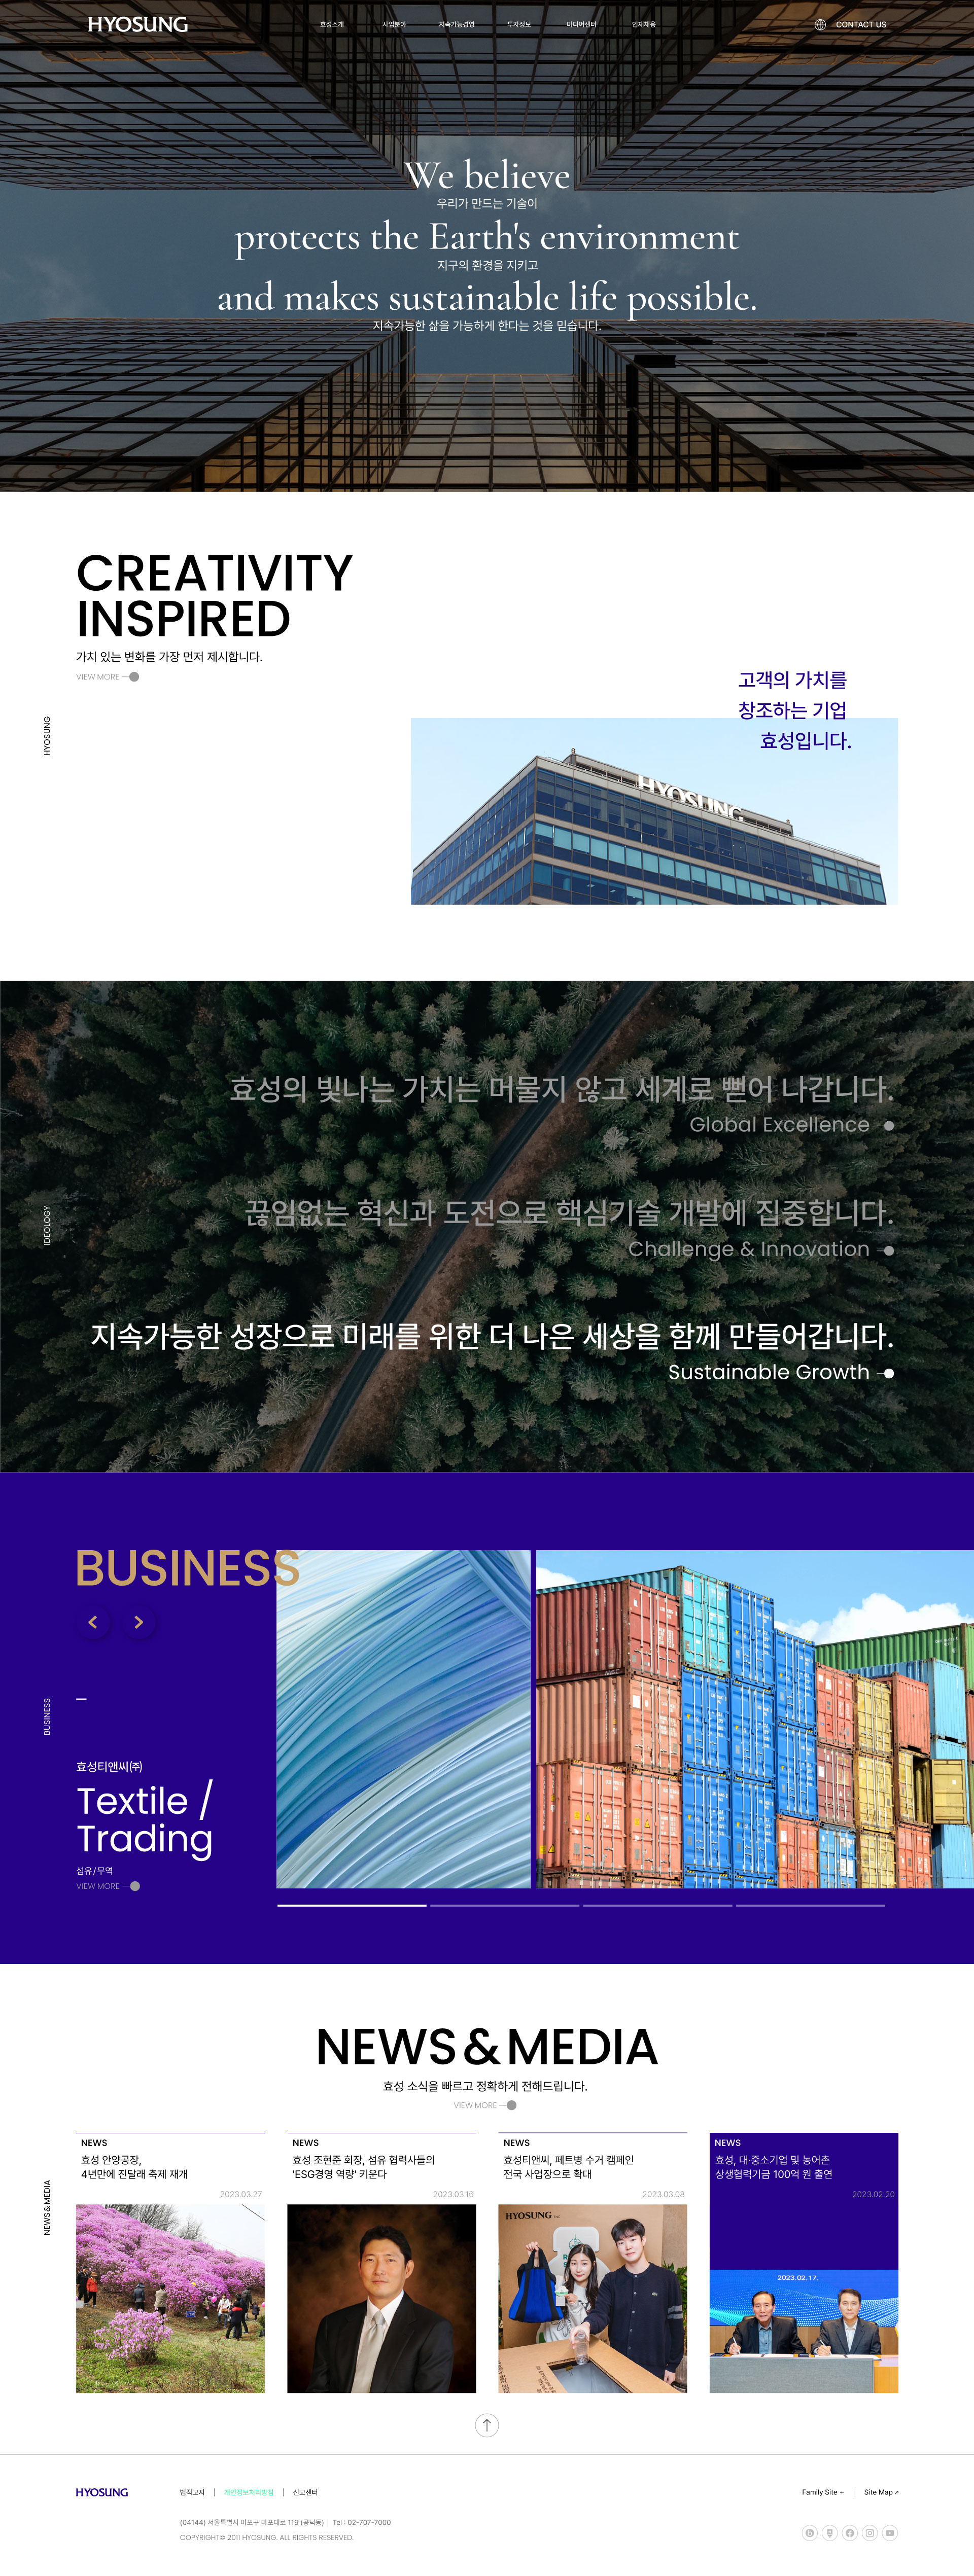 HYOSUNG
효성소개
사업분야
지속가능경영
투자정보
미디어센터
인재채용
CONTACT US
We believe
우리가 만드는 기술이
protects the Earth's environment
지구의 환경을 지키고
and makes sustainable life possible.
지속가능한 삶을 가능하게 한다는 것을 믿습니다.
CREATIVITY
INSPIRED
가치 있는 변화를 가장 먼저 제시합니다.
VIEW MORE
HYOSUNG
고객의 가치를
창조하는 기업
효성입니다.
HYOSUNG
효성의 빛나는 가치는 머물지 않고 세계로 뻗어 나갑니다.
Global Excellence
끊임없는 혁신과 도전으로 핵심기술 개발에 집중합니다.
Challenge & Innovation
IDEOLOGY
지속가능한 성장으로 미래를 위한 더 나은 세상을 함께 만들어갑니다.
Sustainable Growth
BUSINESS
BUSINESS
효성티앤씨㈜
Textile /
Trading
섬유/무역
VIEW MORE
NEWS & MEDIA
효성 소식을 빠르고 정확하게 전해드립니다.
VIEW MORE
NEWS & MEDIA
NEWS
효성 안양공장,
4년만에 진달래 축제 재개
2023.03.27
NEWS
효성 조현준 회장, 섬유 협력사들의
'ESG경영 역량' 키운다
2023.03.16
NEWS
효성티앤씨, 페트병 수거 캠페인
전국 사업장으로 확대
2023.03.08
HYOSUNG TNC
NEWS
효성, 대·중소기업 및 농어촌
상생협력기금 100억 원 출연
2023.02.20
2023.02.17.
HYOSUNG
법적고지
개인정보처리방침
신고센터
Family Site +
Site Map
(04144) 서울특별시 마포구 마포대로 119 (공덕동) | Tel : 02-707-7000
COPYRIGHT© 2011 HYOSUNG. ALL RIGHTS RESERVED.